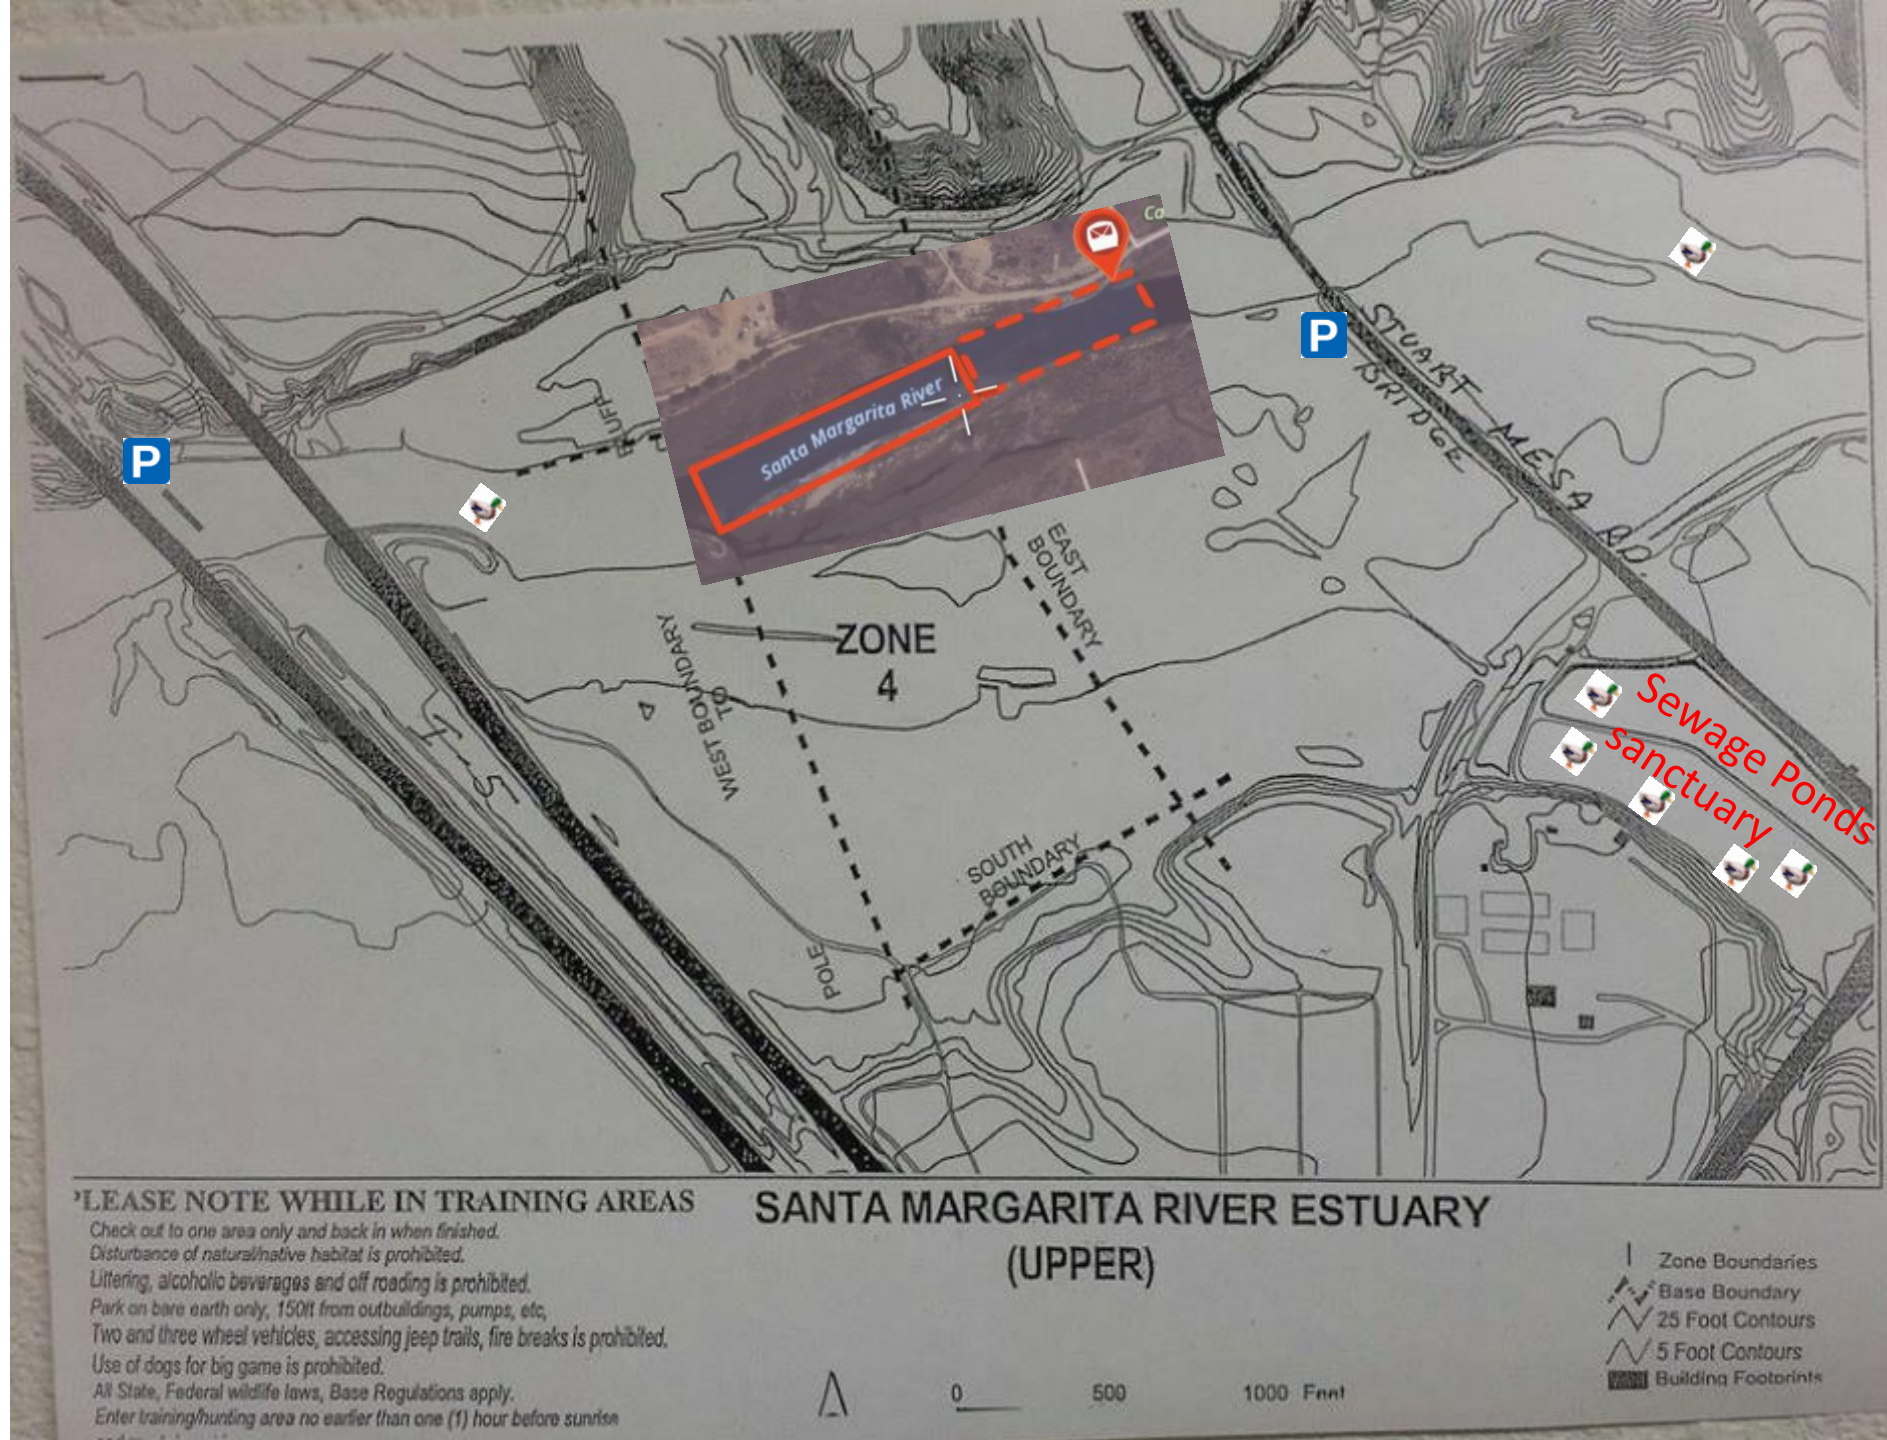 Ca
P
STUART MESA RD.
BRIDGE
Santa Margarita River
P
EAST
BOUNDARY
ZONE
4
WEST BOUNDARY
TO
Sewage Ponds
sanctuary
I-5
SOUTH
BOUNDARY
POLE
'LEASE NOTE WHILE IN TRAINING AREAS
Check out to one area only and back in when finished.
Disturbance of natural/native habitat is prohibited.
Littering, alcoholic beverages and off roading is prohibited.
Park on bare earth only, 150ft from outbuildings, pumps, etc,
Two and three wheel vehicles, accessing jeep trails, fire breaks is prohibited.
Use of dogs for big game is prohibited.
All State, Federal wildlife laws, Base Regulations apply.
Enter training/hunting area no earlier than one (1) hour before sunrise
SANTA MARGARITA RIVER ESTUARY
(UPPER)
0 500 1000 Feet
Zone Boundaries
Base Boundary
25 Foot Contours
5 Foot Contours
Building Footprints